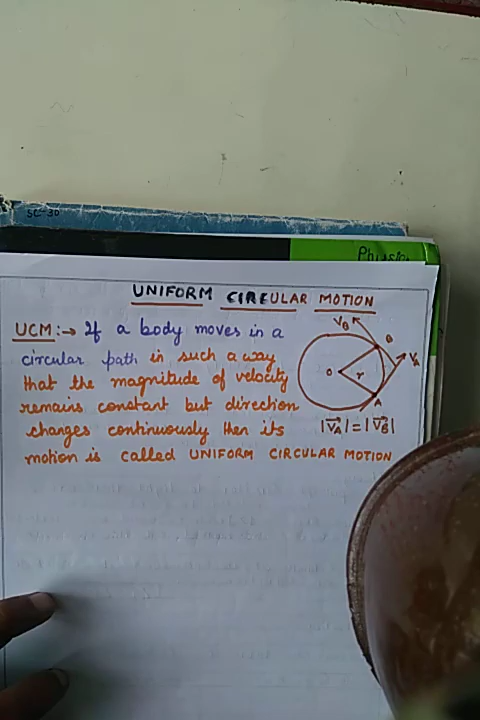 SC-30
Physics
UNIFORM CIRCULAR MOTION
UCM:→ If a body moves in a
circular path in such a way
that the magnitude of velocity
remains constant but direction
changes continuously then its
motion is called UNIFORM CIRCULAR MOTION
V_B
B
V_A
O
r
A
|V⃗_A| = |V⃗_B|